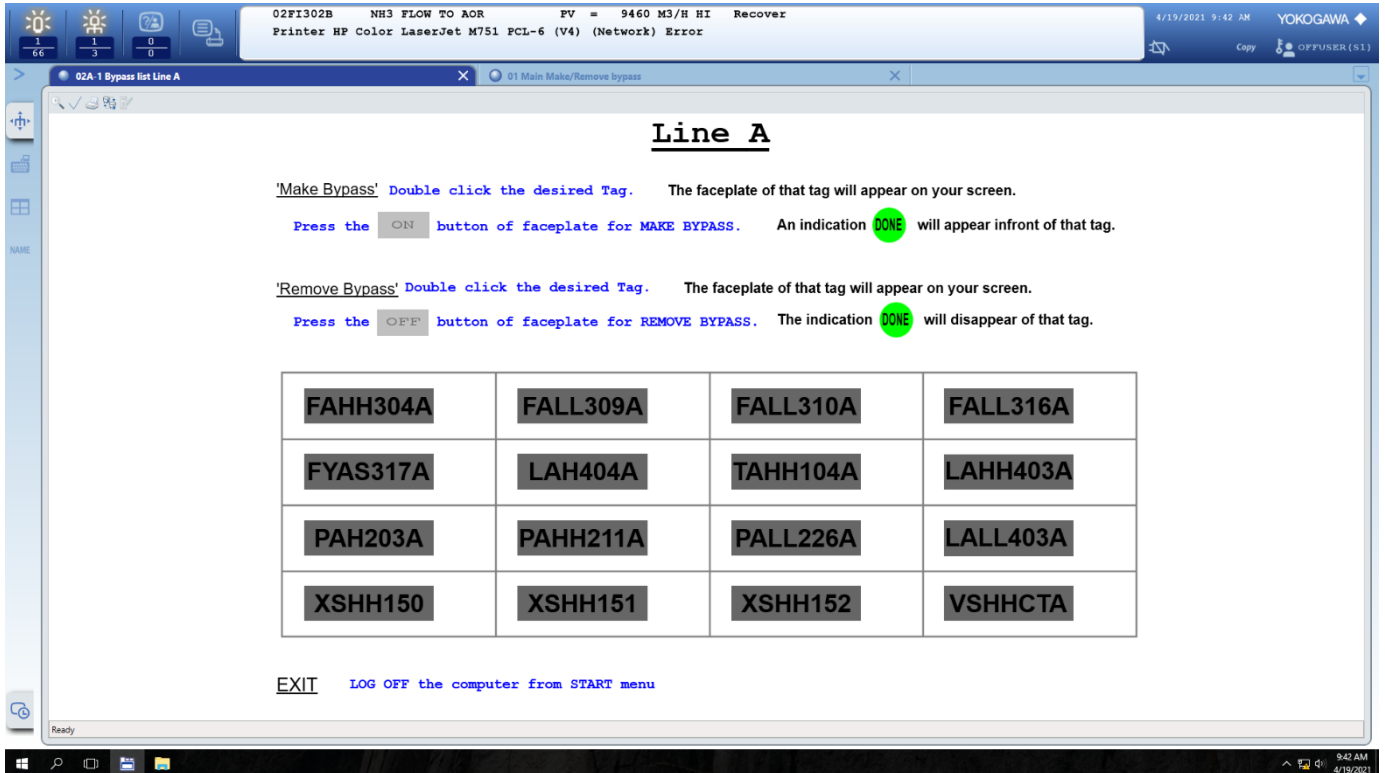 02FI302B NH3 FLOW TO AOR PV = 9460 M3/H HI Recover
Printer HP Color LaserJet M751 PCL-6 (V4) (Network) Error
4/19/2021 9:42 AM
YOKOGAWA
1
66
1
3
0
0
Copy
OFFUSER(S1)
02A-1 Bypass list Line A
01 Main Make/Remove bypass
NAME
Line A
'Make Bypass' Double click the desired Tag. The faceplate of that tag will appear on your screen.
Press the ON button of faceplate for MAKE BYPASS. An indication DONE will appear infront of that tag.
'Remove Bypass' Double click the desired Tag. The faceplate of that tag will appear on your screen.
Press the OFF button of faceplate for REMOVE BYPASS. The indication DONE will disappear of that tag.
FAHH304A FALL309A FALL310A FALL316A
FYAS317A LAH404A TAHH104A LAHH403A
PAH203A PAHH211A PALL226A LALL403A
XSHH150 XSHH151 XSHH152 VSHHCTA
EXIT LOG OFF the computer from START menu
Ready
9:42 AM
4/19/2021